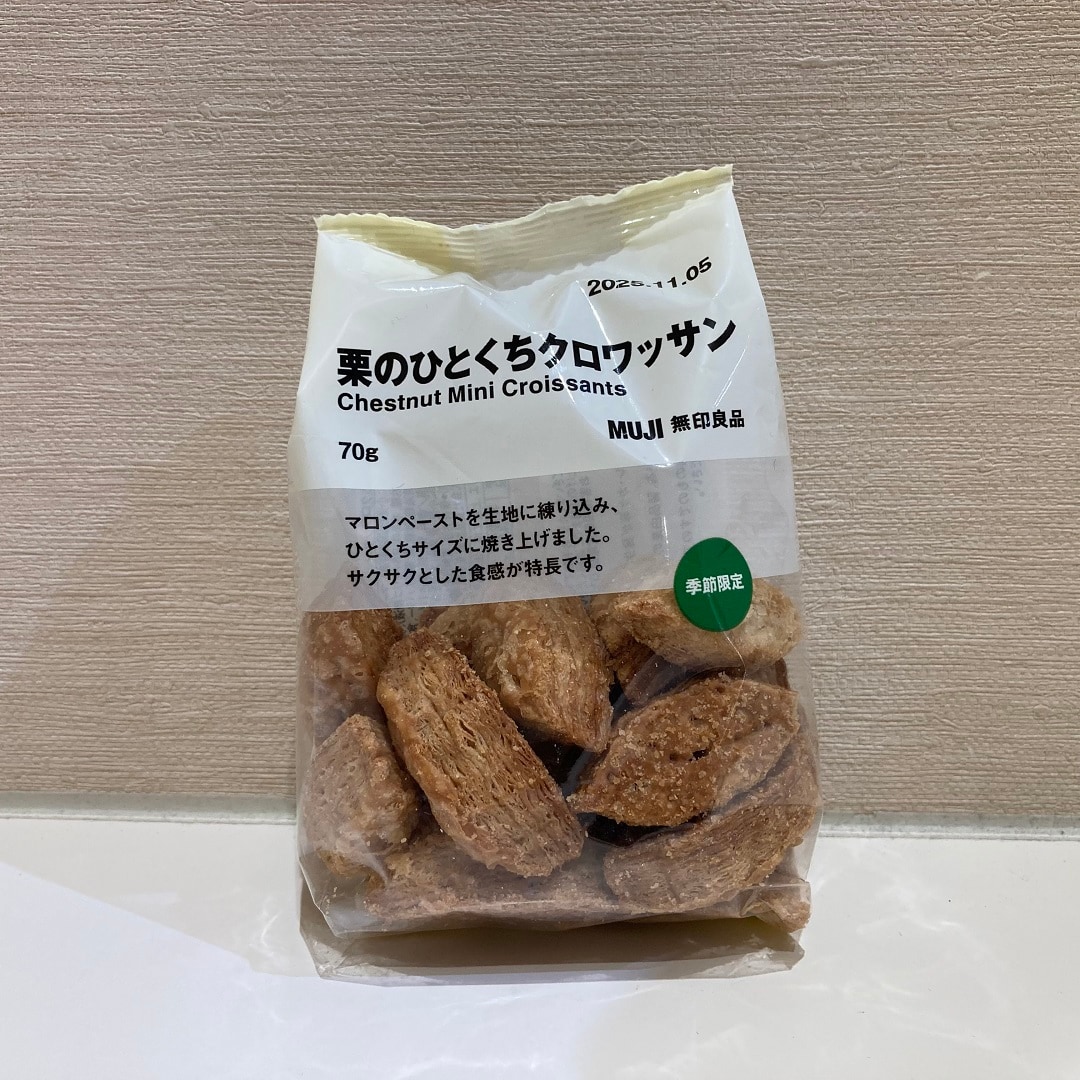 2025.11.05
栗のひとくちクロワッサン
Chestnut Mini Croissants
MUJI 無印良品
70g
マロンペーストを生地に練り込み、
ひとくちサイズに焼き上げました。
サクサクとした食感が特長です。
季節限定